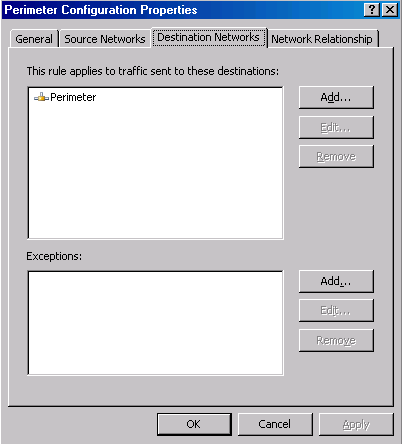 Perimeter Configuration Properties
General Source Networks Destination Networks Network Relationship
This rule applies to traffic sent to these destinations:
Perimeter
Add...
Edit...
Remove
Exceptions:
Add...
Edit...
Remove
OK Cancel Apply